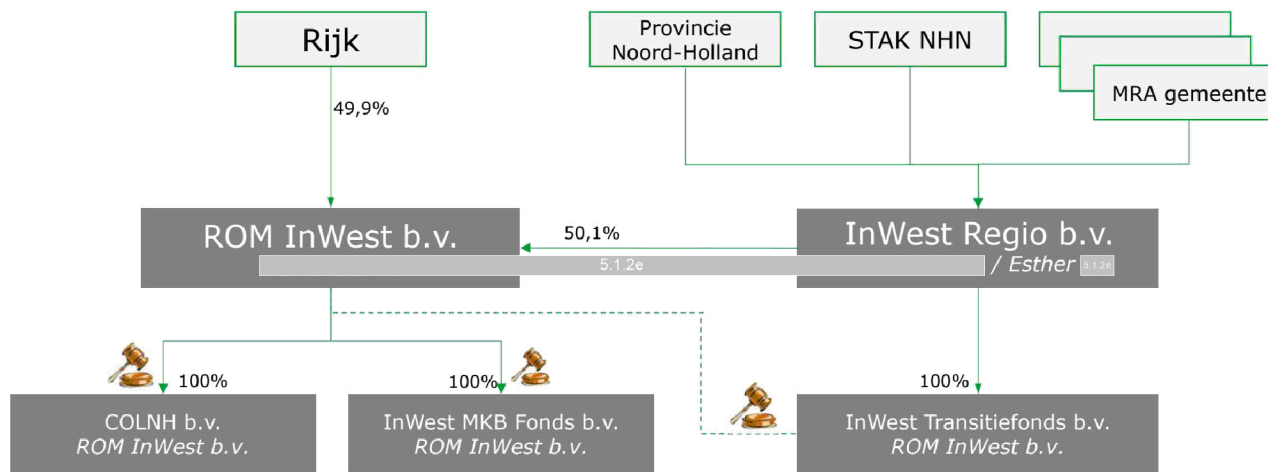 Rijk
Provincie
Noord-Holland
STAK NHN
MRA gemeente
49,9%
ROM InWest b.v.
50,1%
InWest Regio b.v.
5.1.2e
/ Esther
5.1.2e
100%
100%
100%
COLNH b.v.
ROM InWest b.v.
InWest MKB Fonds b.v.
ROM InWest b.v.
InWest Transitiefonds b.v.
ROM InWest b.v.